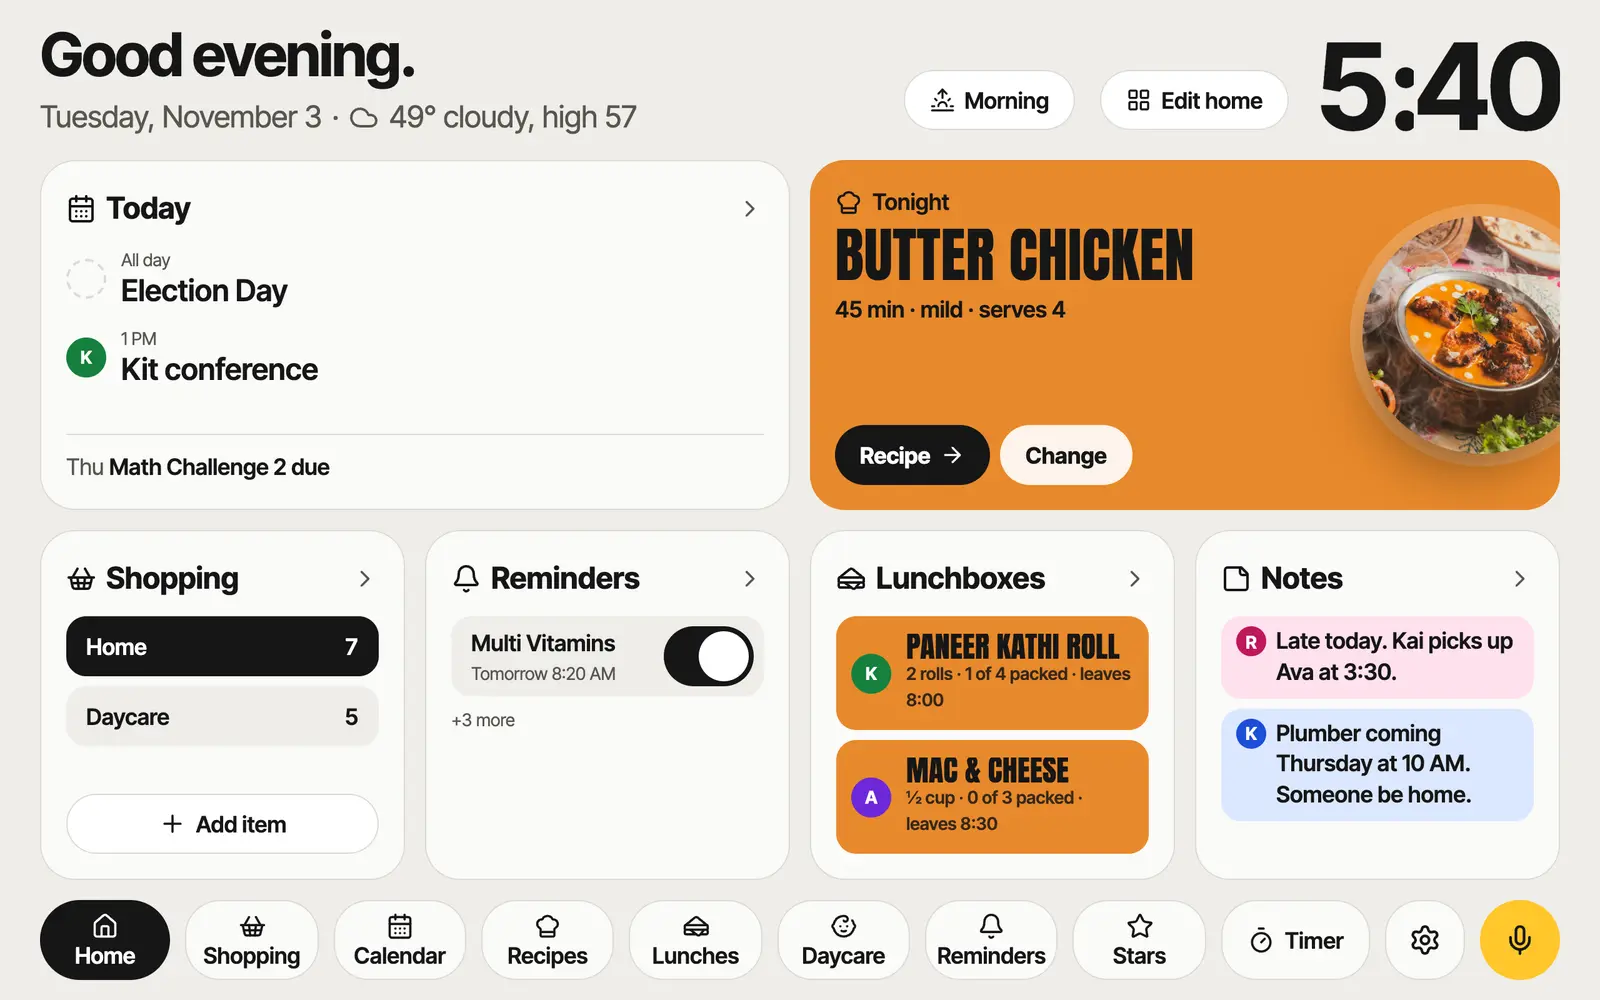 Good evening.
Tuesday, November 3 · 49° cloudy, high 57
Morning
Edit home
5:40
Today
All day
Election Day
K
1 PM
Kit conference
Thu Math Challenge 2 due
Tonight
BUTTER CHICKEN
45 min · mild · serves 4
Recipe →
Change
Shopping
Home 7
Daycare 5
+ Add item
Reminders
Multi Vitamins
Tomorrow 8:20 AM
+3 more
Lunchboxes
K
PANEER KATHI ROLL
2 rolls · 1 of 4 packed · leaves
8:00
A
MAC & CHEESE
½ cup · 0 of 3 packed ·
leaves 8:30
Notes
R
Late today. Kai picks up
Ava at 3:30.
K
Plumber coming
Thursday at 10 AM.
Someone be home.
Home
Shopping
Calendar
Recipes
Lunches
Daycare
Reminders
Stars
Timer